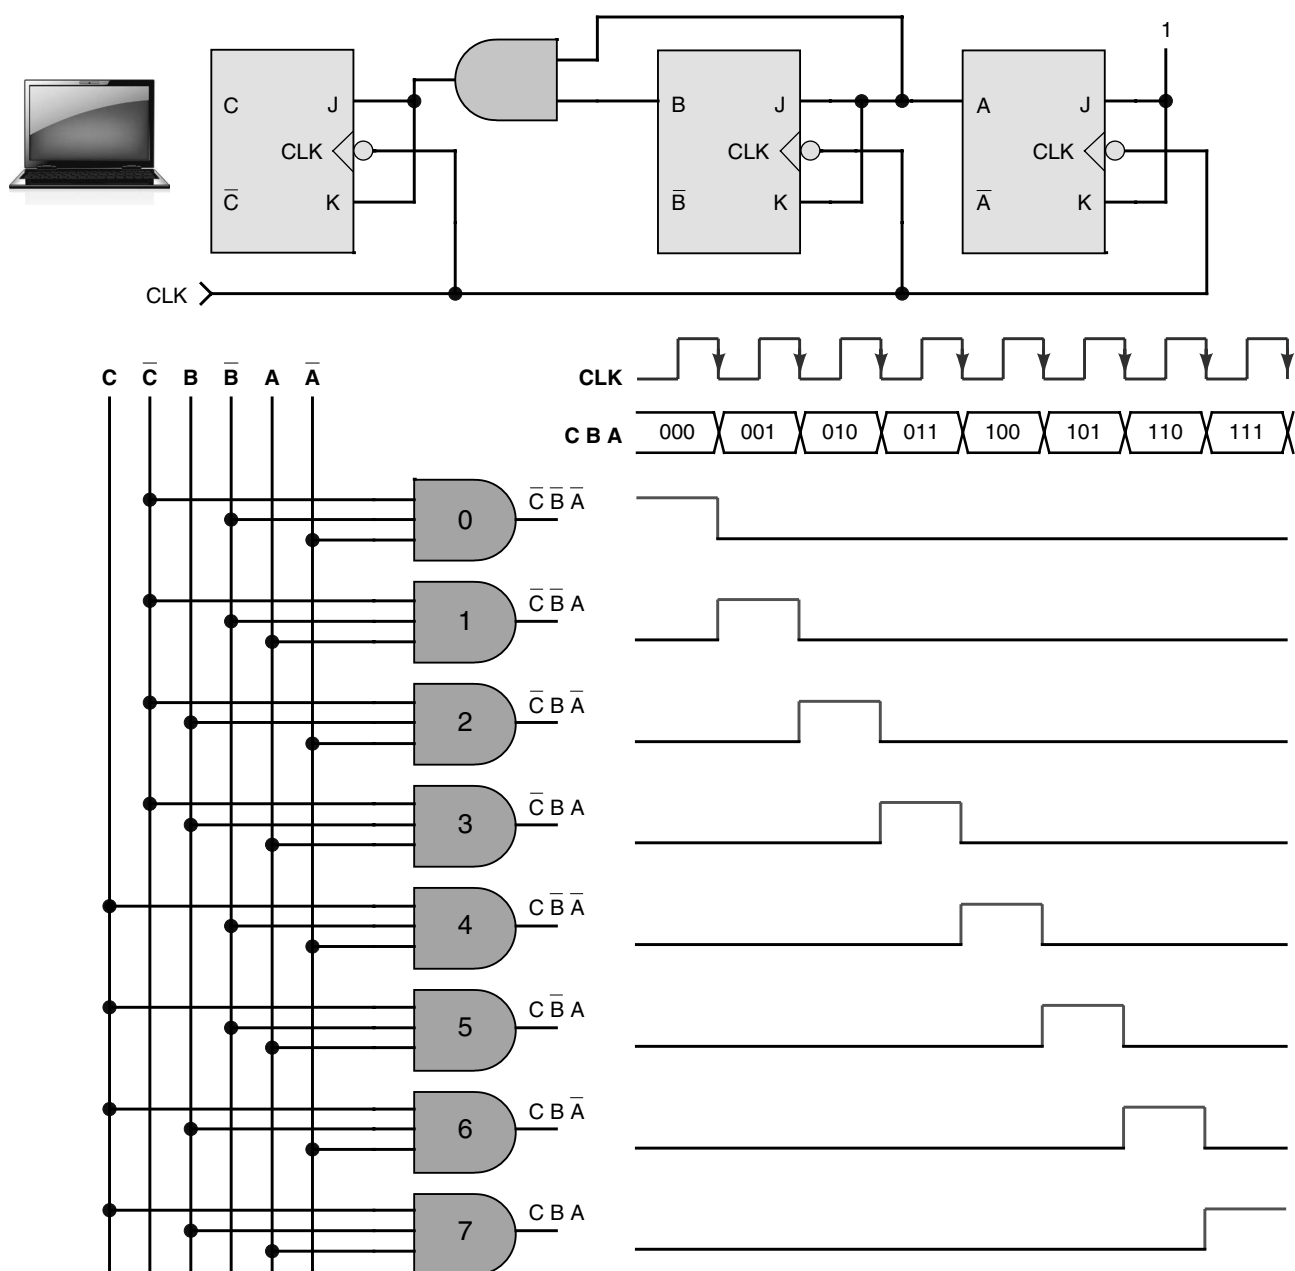 1
C J B J A J
CLK CLK CLK
C̅ K B̅ K A̅ K
CLK
C C̅ B B̅ A A̅
CLK
C B A 000 001 010 011 100 101 110 111
0 C̅ B̅ A̅
1 C̅ B̅ A
2 C̅ B A̅
3 C̅ B A
4 C B̅ A̅
5 C B̅ A
6 C B A̅
7 C B A